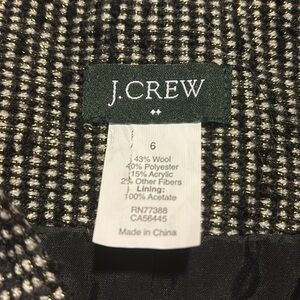 J.CREW
6
43% Wool
40% Polyester
15% Acrylic
2% Other Fibers
Lining:
100% Acetate
RN77388
CA56445
Made in China